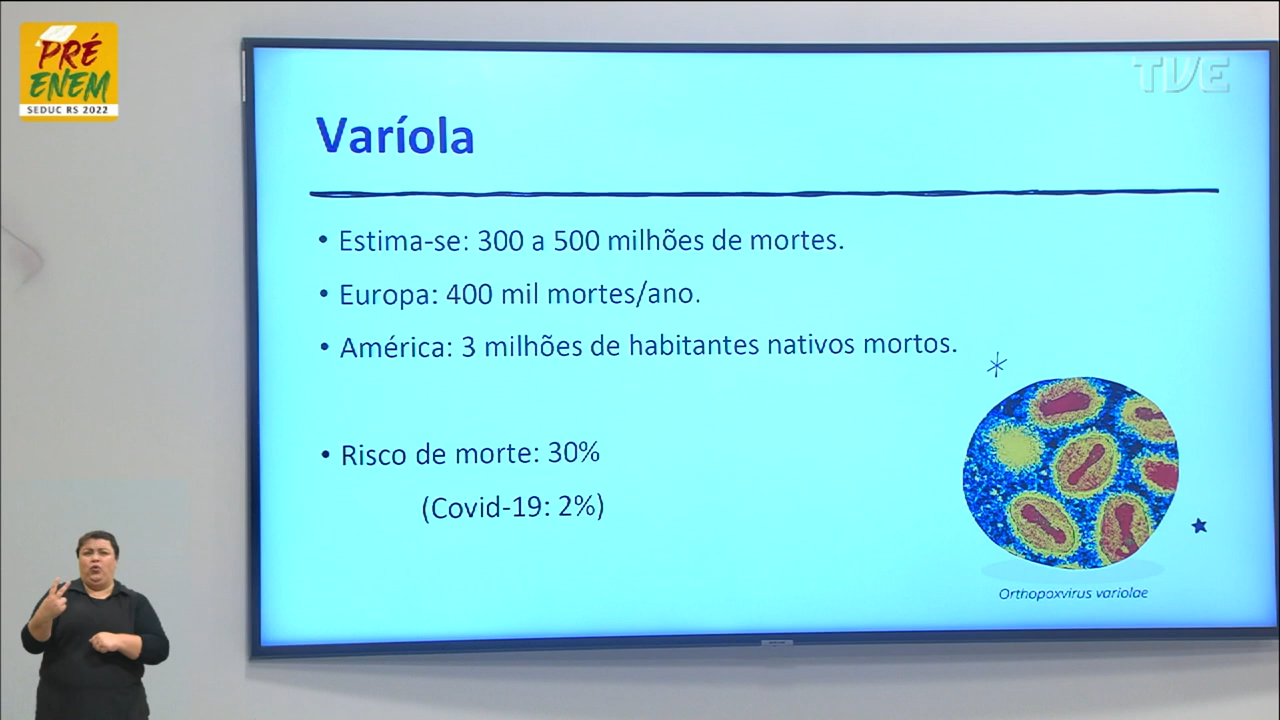 PRÉ
ENEM
SEDUC RS 2022
TVE
Varíola
• Estima-se: 300 a 500 milhões de mortes.
• Europa: 400 mil mortes/ano.
• América: 3 milhões de habitantes nativos mortos.
• Risco de morte: 30%
(Covid-19: 2%)
Orthopoxvirus variolae